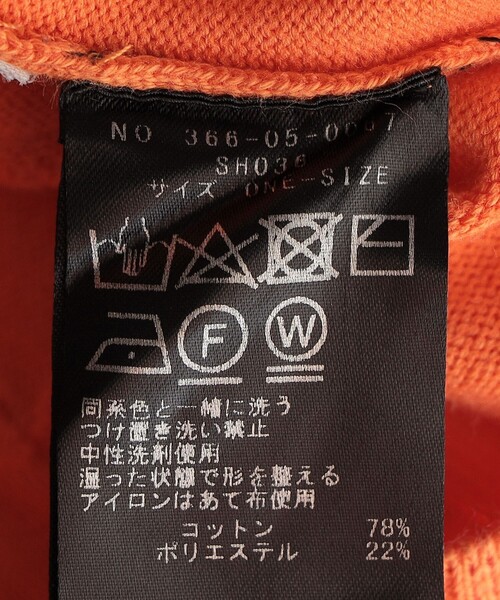 NO 366-05-0007
SH036
サイズ ONE-SIZE
F
W
同系色と一緒に洗う
つけ置き洗い禁止
中性洗剤使用
湿った状態で形を整える
アイロンはあて布使用
コットン 78%
ポリエステル 22%